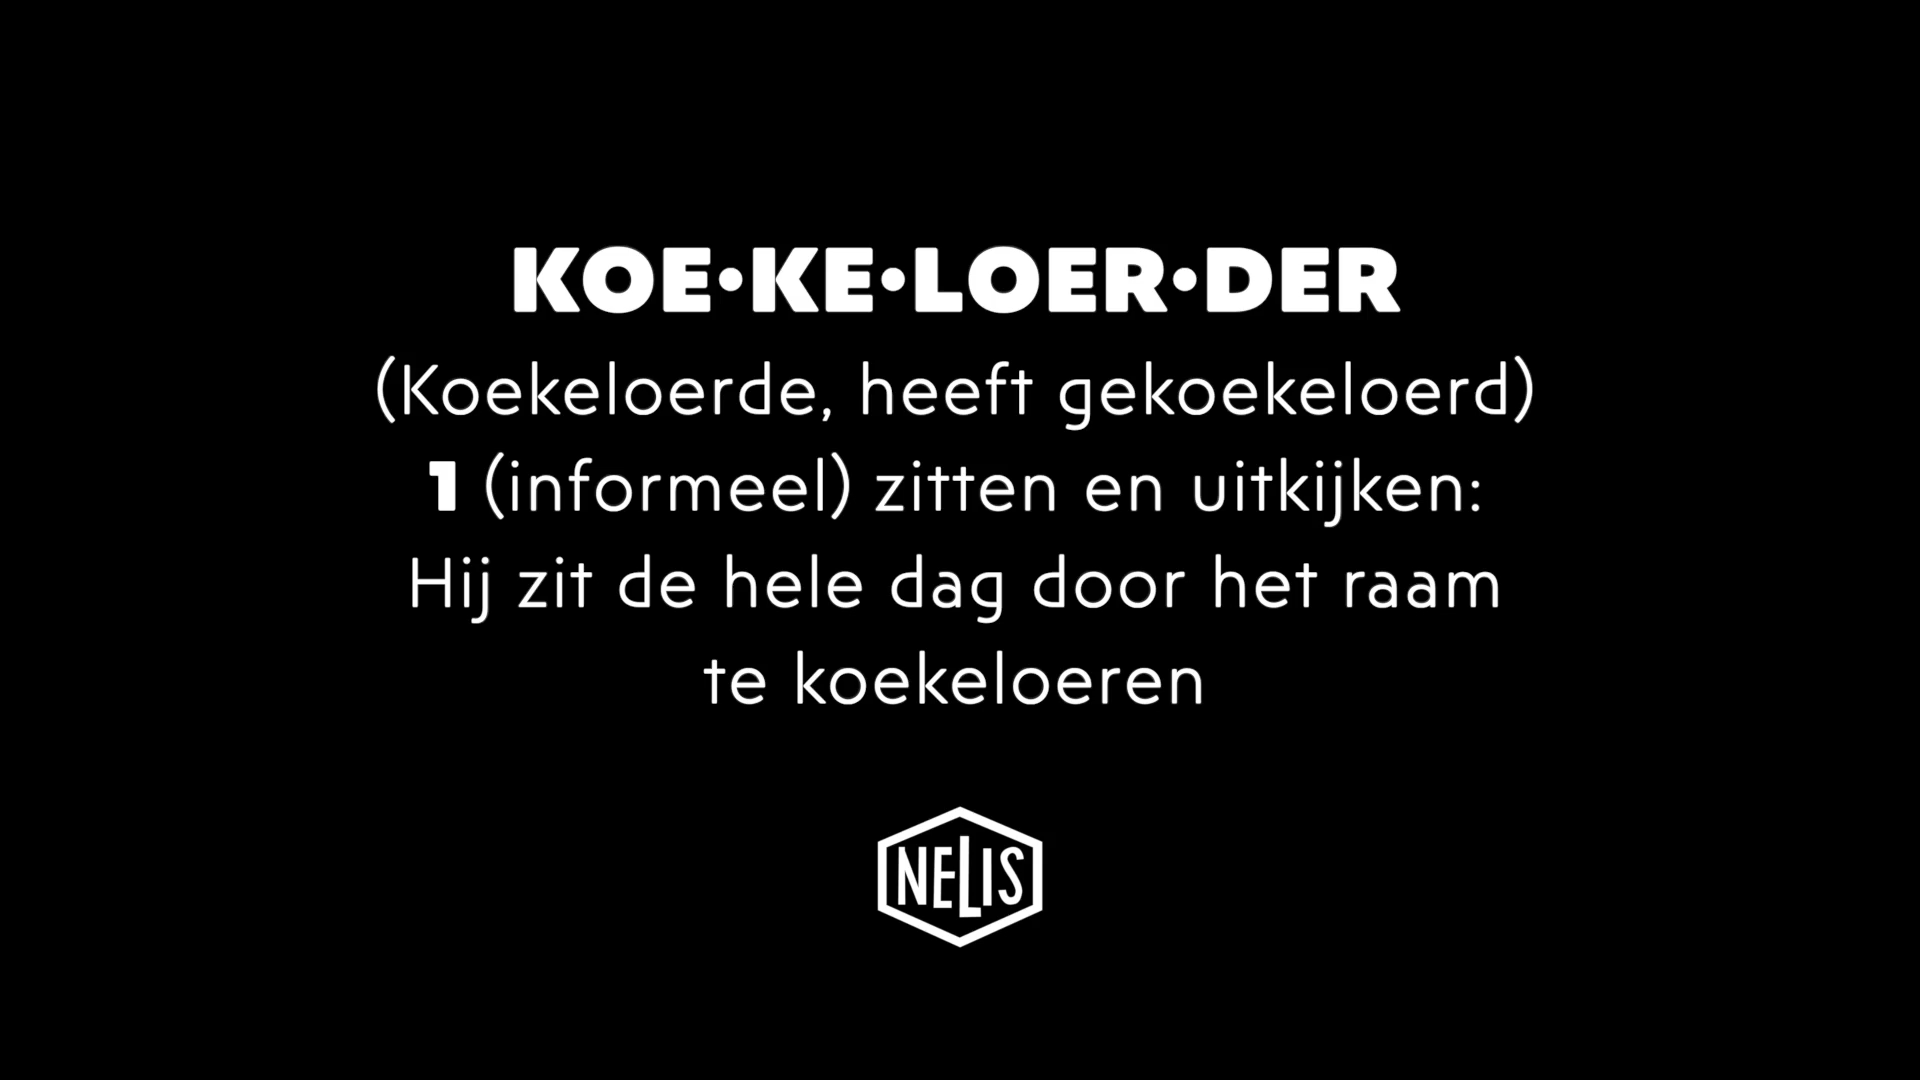 KOE•KE•LOER•DER
(Koekeloerde, heeft gekoekeloerd)
1 (informeel) zitten en uitkijken:
Hij zit de hele dag door het raam
te koekeloeren
NELIS